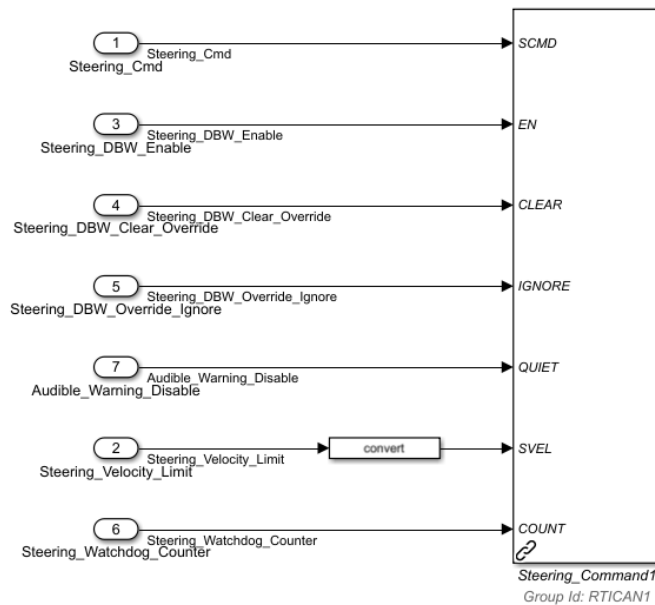 1
Steering_Cmd
Steering_Cmd
SCMD
3
Steering_DBW_Enable
Steering_DBW_Enable
EN
4
Steering_DBW_Clear_Override
Steering_DBW_Clear_Override
CLEAR
5
Steering_DBW_Override_Ignore
Steering_DBW_Override_Ignore
IGNORE
7
Audible_Warning_Disable
Audible_Warning_Disable
QUIET
2
Steering_Velocity_Limit
Steering_Velocity_Limit
convert
SVEL
6
Steering_Watchdog_Counter
Steering_Watchdog_Counter
COUNT
Steering_Command1
Group Id: RTICAN1